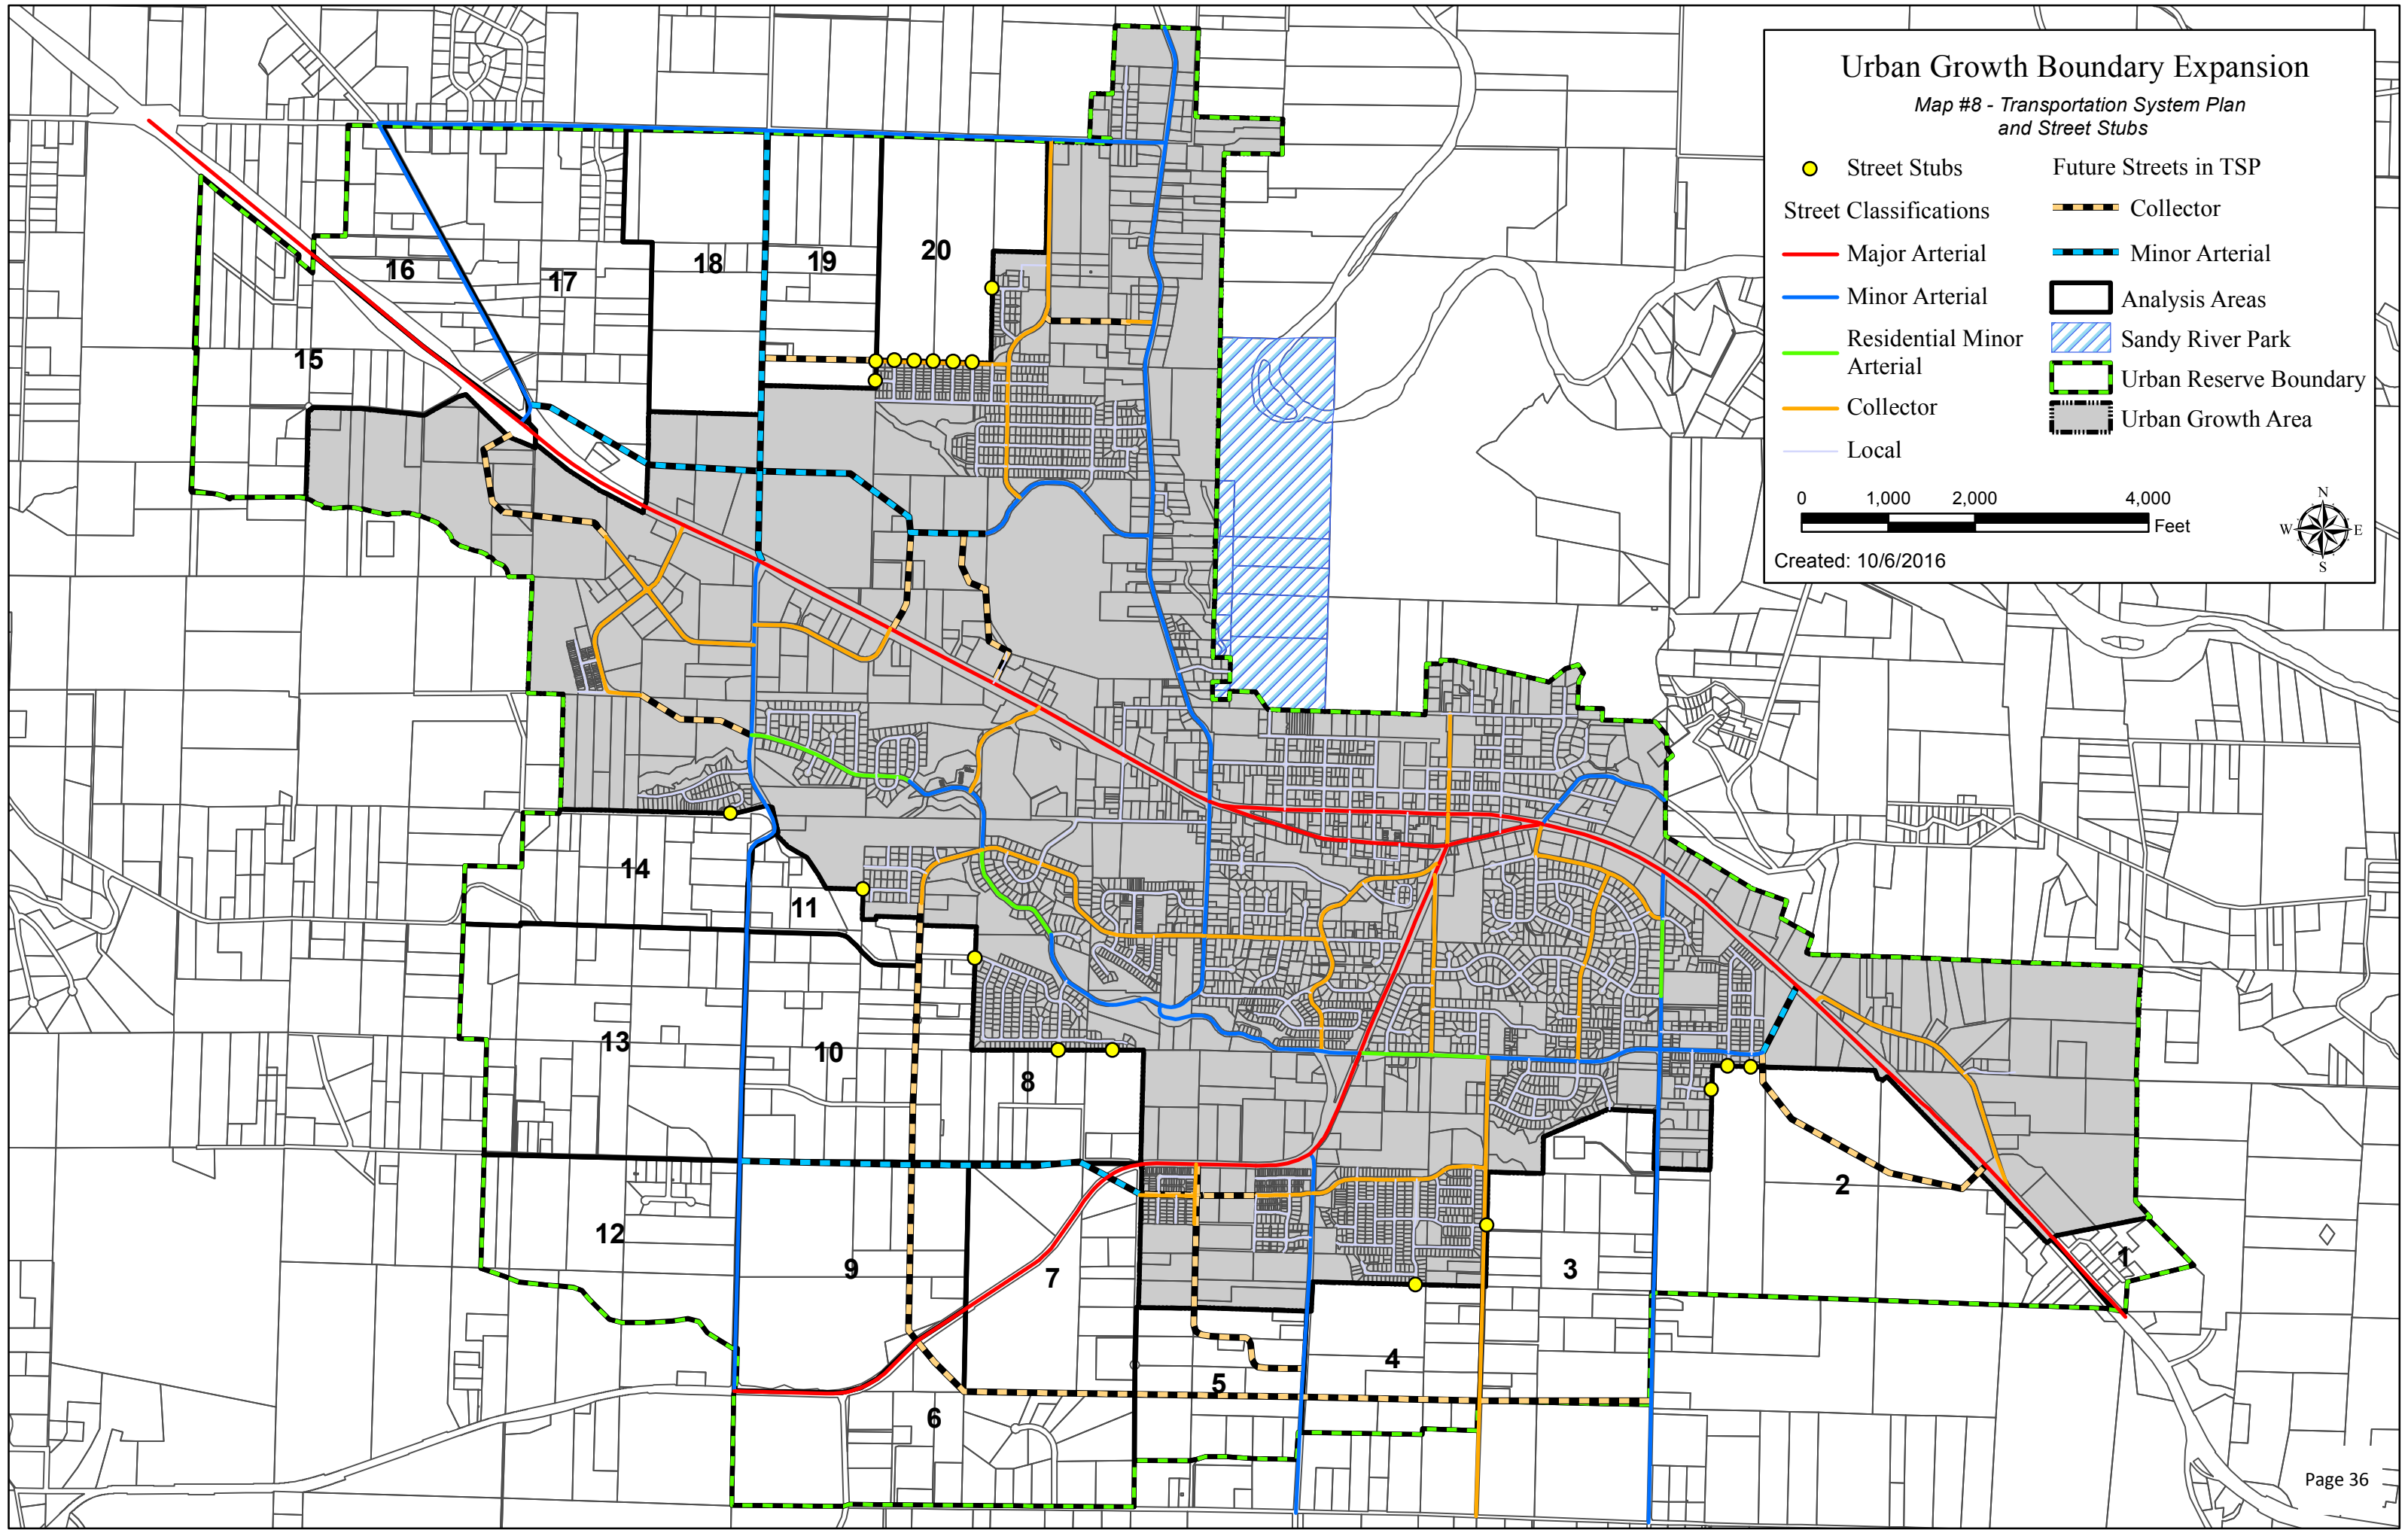 Urban Growth Boundary Expansion
Map #8 - Transportation System Plan
and Street Stubs
Street Stubs
Street Classifications
Major Arterial
Minor Arterial
Residential Minor
Arterial
Collector
Local
Future Streets in TSP
Collector
Minor Arterial
Analysis Areas
Sandy River Park
Urban Reserve Boundary
Urban Growth Area
0 1,000 2,000 4,000
Feet
N
W E
S
Created: 10/6/2016
20
19
18
16
17
15
14
11
13
10
8
2
12
9
7
3
1
4
5
6
Page 36